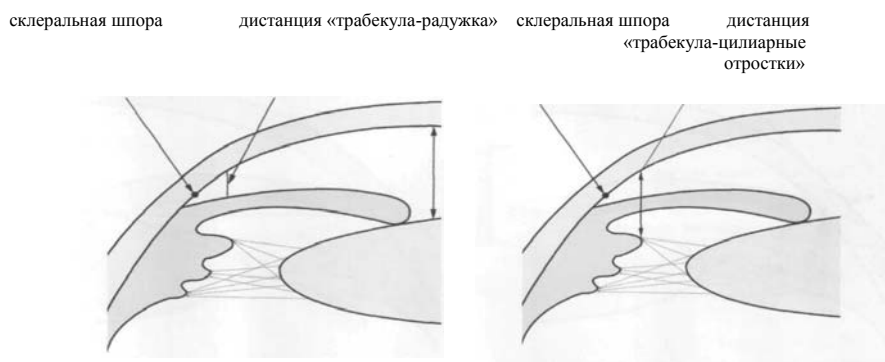 склеральная шпора дистанция «трабекула-радужка» склеральная шпора дистанция
«трабекула-цилиарные
отростки»